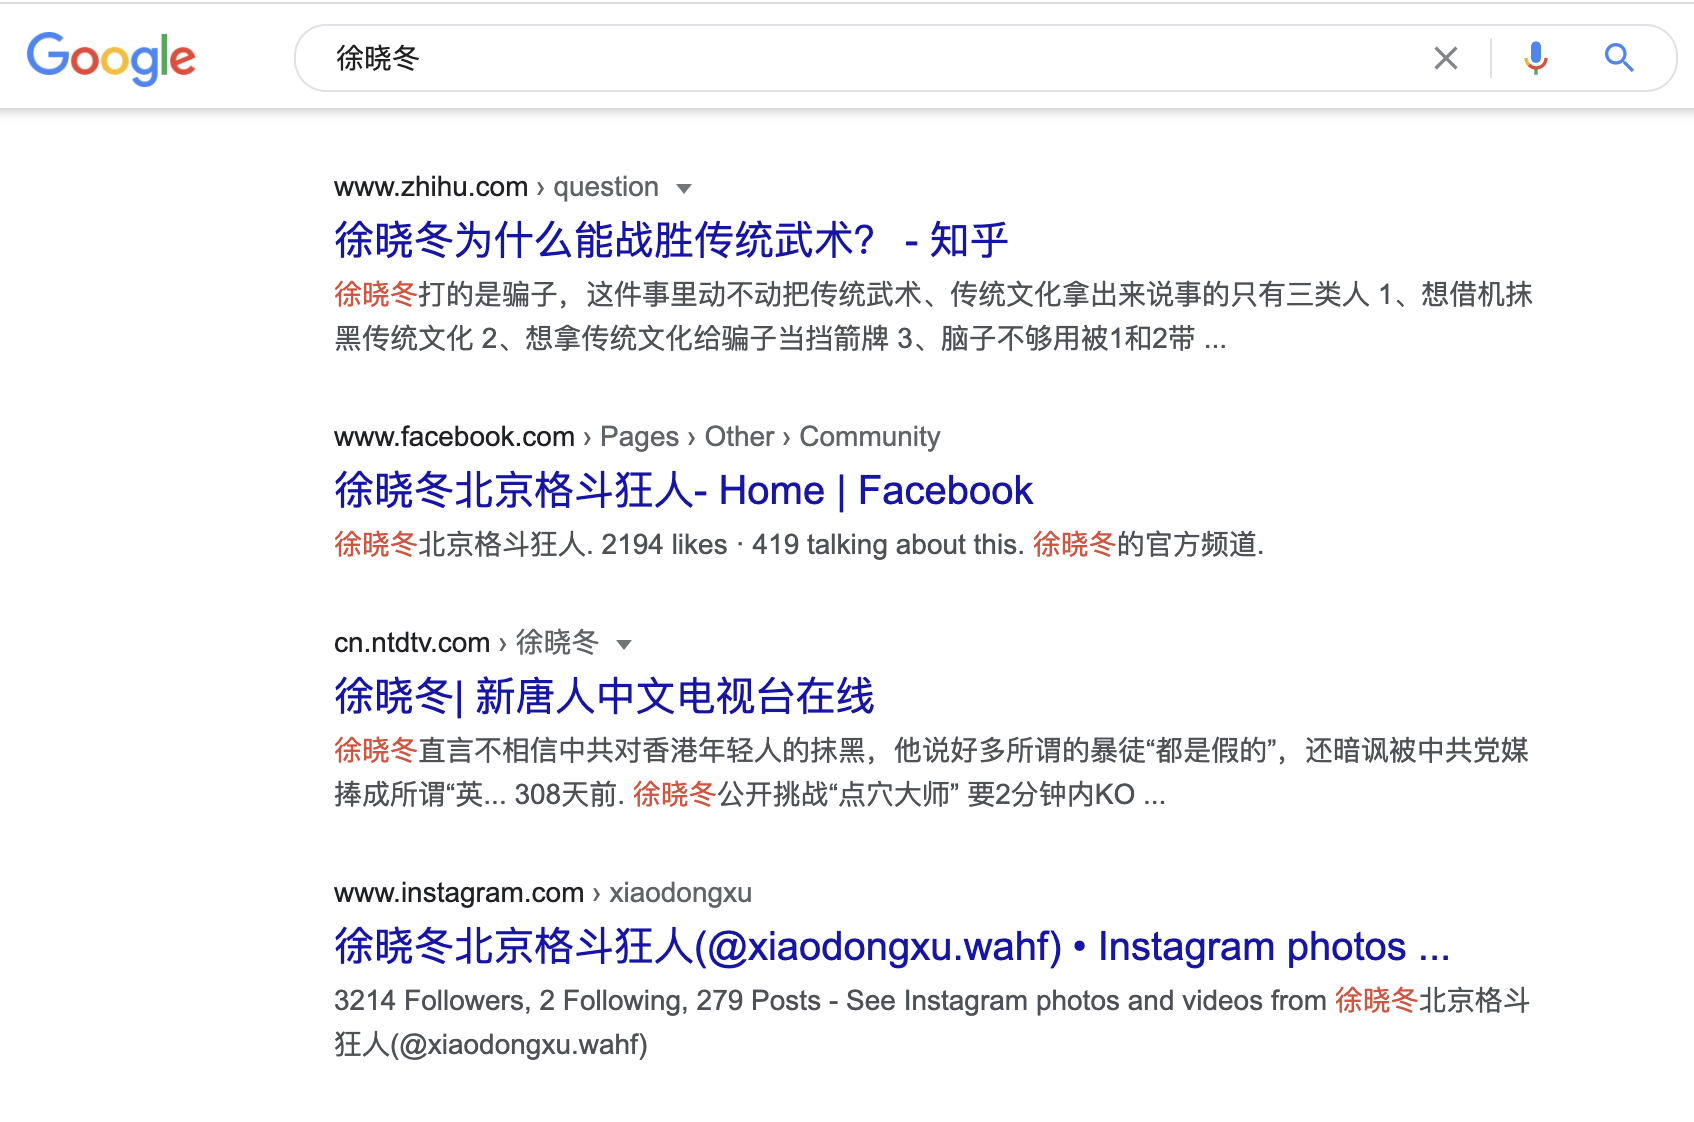 Google
徐晓冬
www.zhihu.com › question
徐晓冬为什么能战胜传统武术？ - 知乎
徐晓冬打的是骗子，这件事里动不动把传统武术、传统文化拿出来说事的只有三类人 1、想借机抹
黑传统文化 2、想拿传统文化给骗子当挡箭牌 3、脑子不够用被1和2带 ...
www.facebook.com › Pages › Other › Community
徐晓冬北京格斗狂人- Home | Facebook
徐晓冬北京格斗狂人. 2194 likes · 419 talking about this. 徐晓冬的官方频道.
cn.ntdtv.com › 徐晓冬
徐晓冬| 新唐人中文电视台在线
徐晓冬直言不相信中共对香港年轻人的抹黑，他说好多所谓的暴徒“都是假的”，还暗讽被中共党媒
捧成所谓“英... 308天前. 徐晓冬公开挑战“点穴大师” 要2分钟内KO ...
www.instagram.com › xiaodongxu
徐晓冬北京格斗狂人(@xiaodongxu.wahf) • Instagram photos ...
3214 Followers, 2 Following, 279 Posts - See Instagram photos and videos from 徐晓冬北京格斗
狂人(@xiaodongxu.wahf)